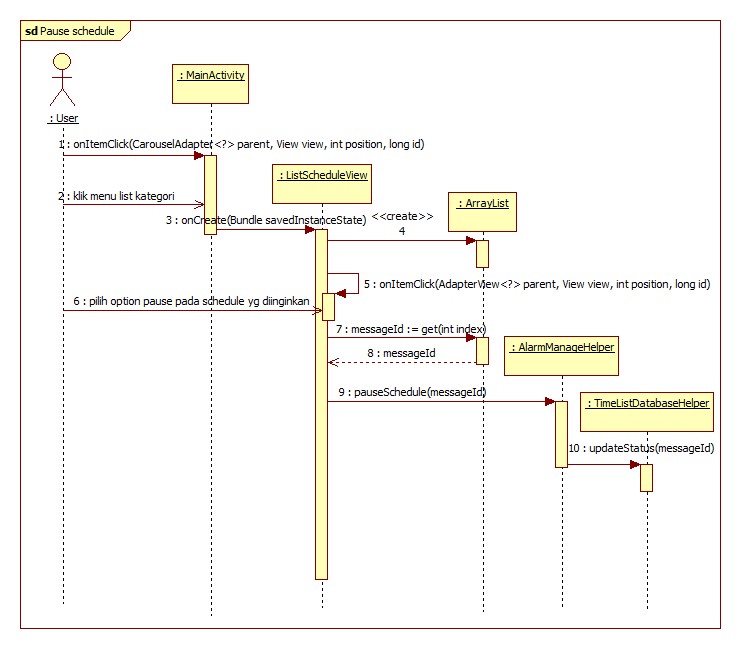 sd Pause schedule
: MainActivity
: User
1 : onItemClick(CarouselAdapter<?> parent, View view, int position, long id)
: ListScheduleView
2 : klik menu list kategori
: ArrayList
3 : onCreate(Bundle savedInstanceState)
<<create>>
4
5 : onItemClick(AdapterView<?> parent, View view, int position, long id)
6 : pilih option pause pada schedule yg diinginkan
7 : messageId := get(int index)
: AlarmManageHelper
8 : messageId
9 : pauseSchedule(messageId)
: TimeListDatabaseHelper
10 : updateStatus(messageId)